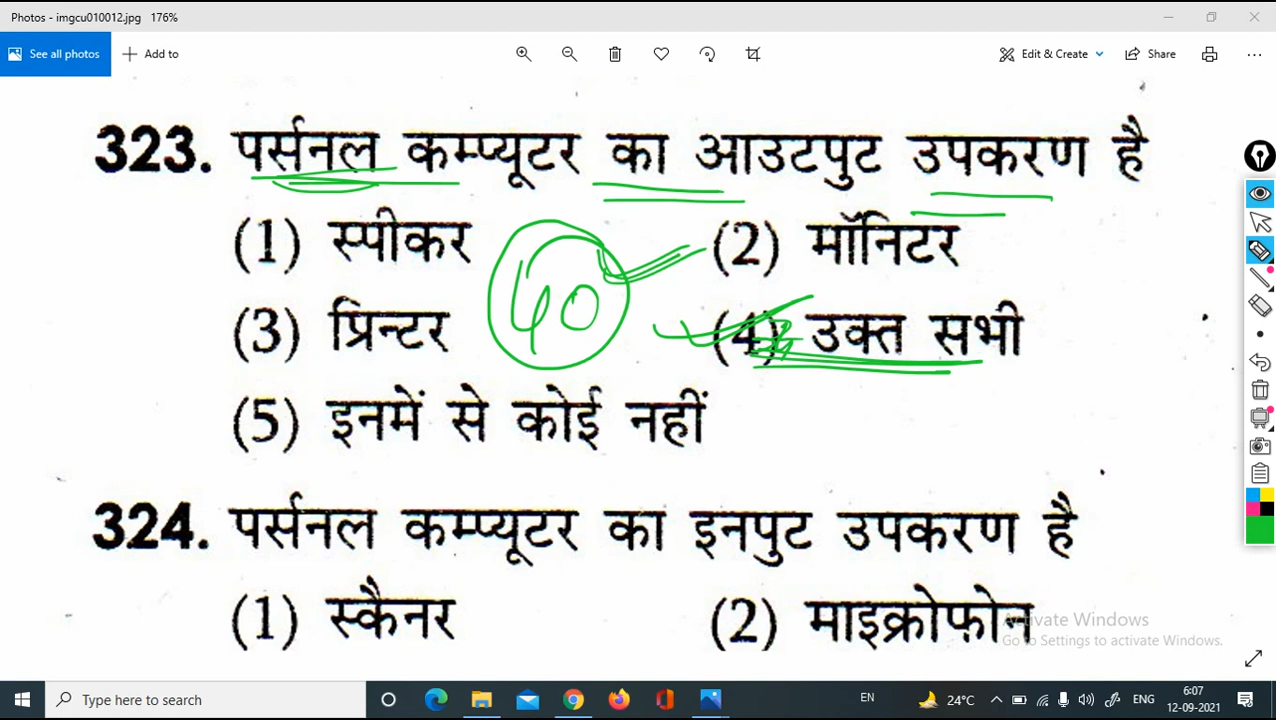 Photos - imgcu010012.jpg 176%
See all photos Add to Edit & Create Share
323. पर्सनल कम्प्यूटर का आउटपुट उपकरण है
(1) स्पीकर (2) मॉनिटर
40
(3) प्रिन्टर (4) उक्त सभी
(5) इनमें से कोई नहीं
324. पर्सनल कम्प्यूटर का इनपुट उपकरण है
(1) स्कैनर (2) माइक्रोफोन
Activate Windows
Go to Settings to activate Windows.
Type here to search EN 24°C ENG 6:07
12-09-2021